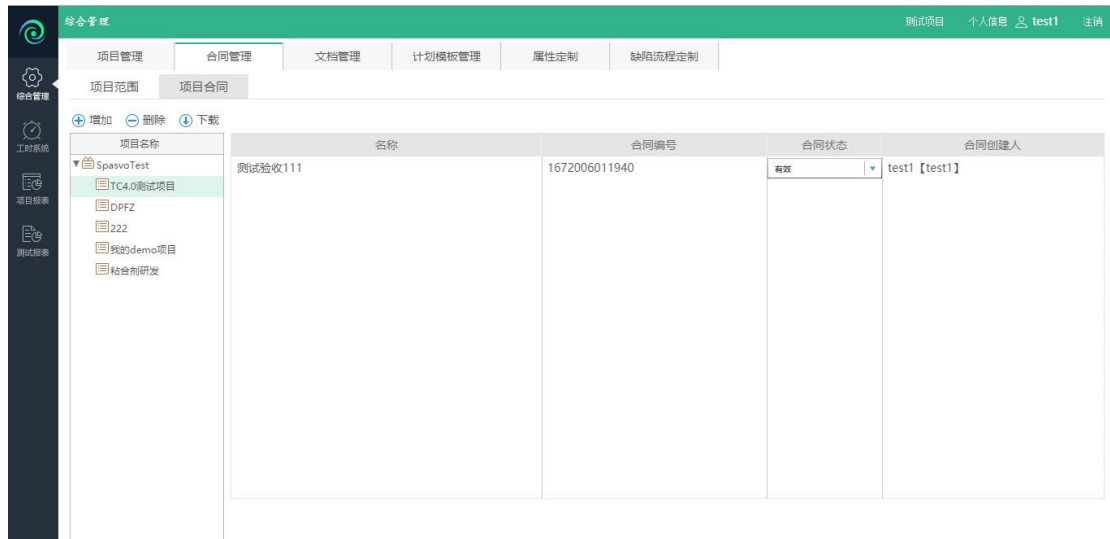 综合管理 测试项目 个人信息 test1 注销
项目管理 合同管理 文档管理 计划模板管理 属性定制 缺陷流程定制
综合管理
项目范围 项目合同
增加 删除 下载
工时系统
项目名称 名称 合同编号 合同状态 合同创建人
SpasvoTest 测试验收111 1672006011940 有效 test1【test1】
TC4.0测试项目
项目报表
DPFZ
222
测试报表
我的demo项目
粘合剂研发